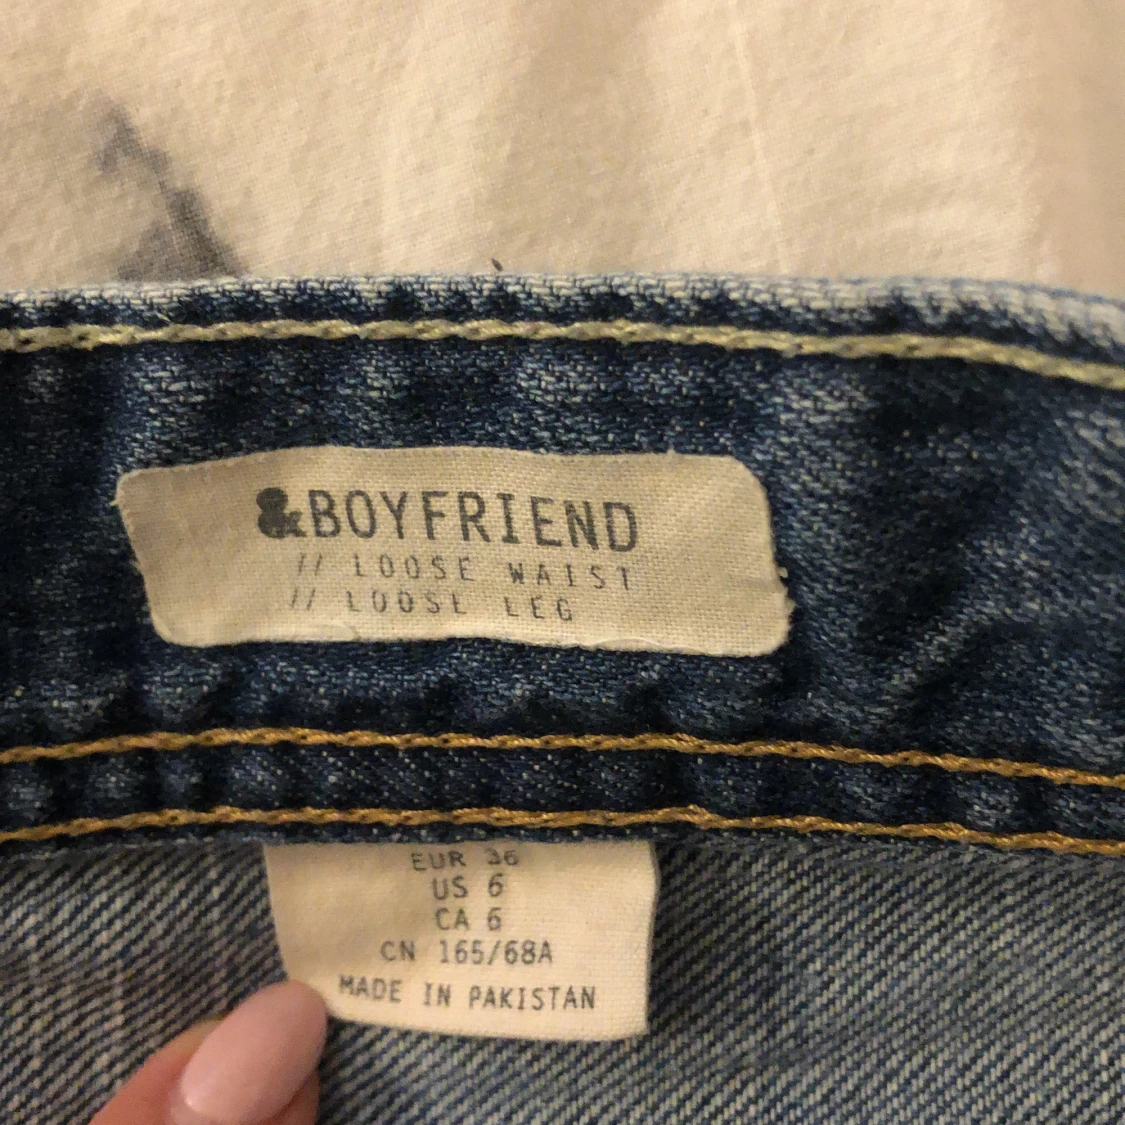 &BOYFRIEND
// LOOSE WAIST
// LOOSE LEG
EUR 36
US 6
CA 6
CN 165/68A
MADE IN PAKISTAN